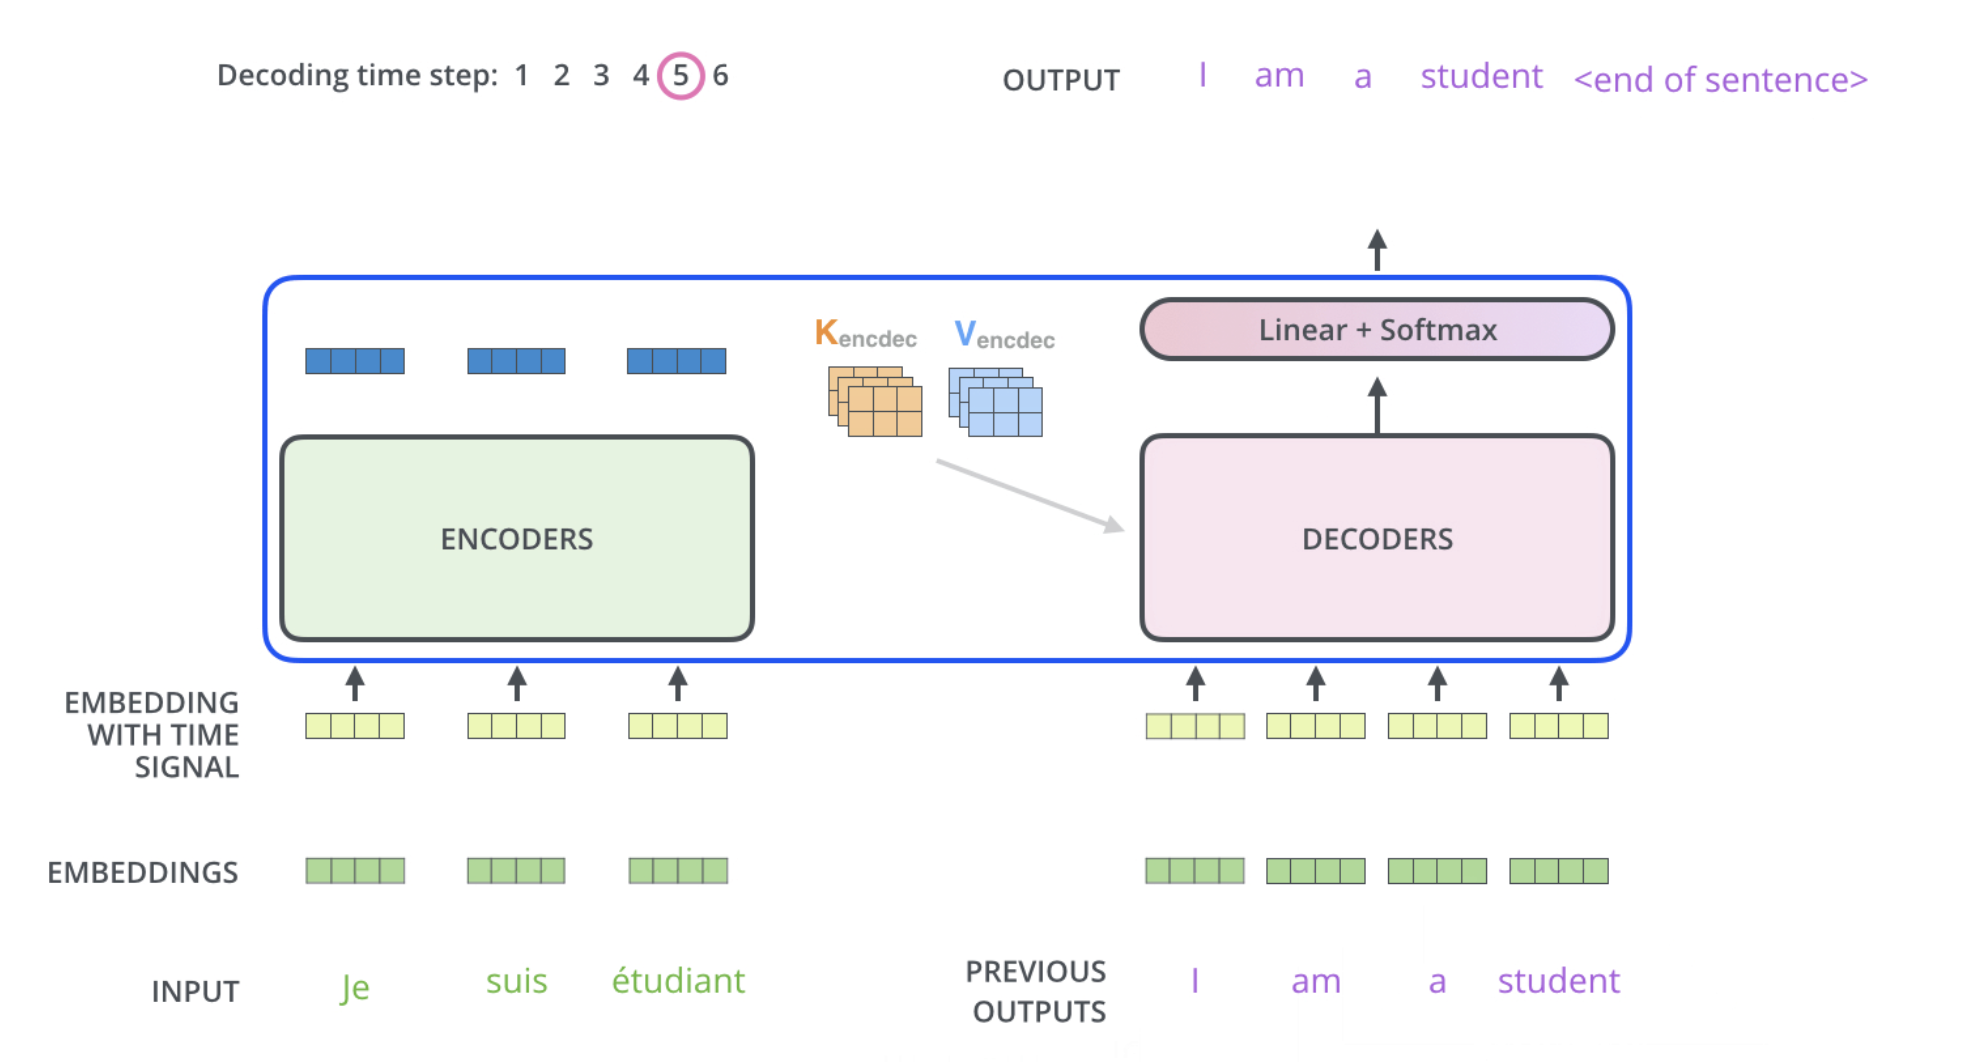 Decoding time step: 1 2 3 4 5 6
OUTPUT I am a student <end of sentence>
Kencdec Vencdec
Linear + Softmax
ENCODERS
DECODERS
EMBEDDING
WITH TIME
SIGNAL
EMBEDDINGS
INPUT Je suis étudiant
PREVIOUS
OUTPUTS
I am a student